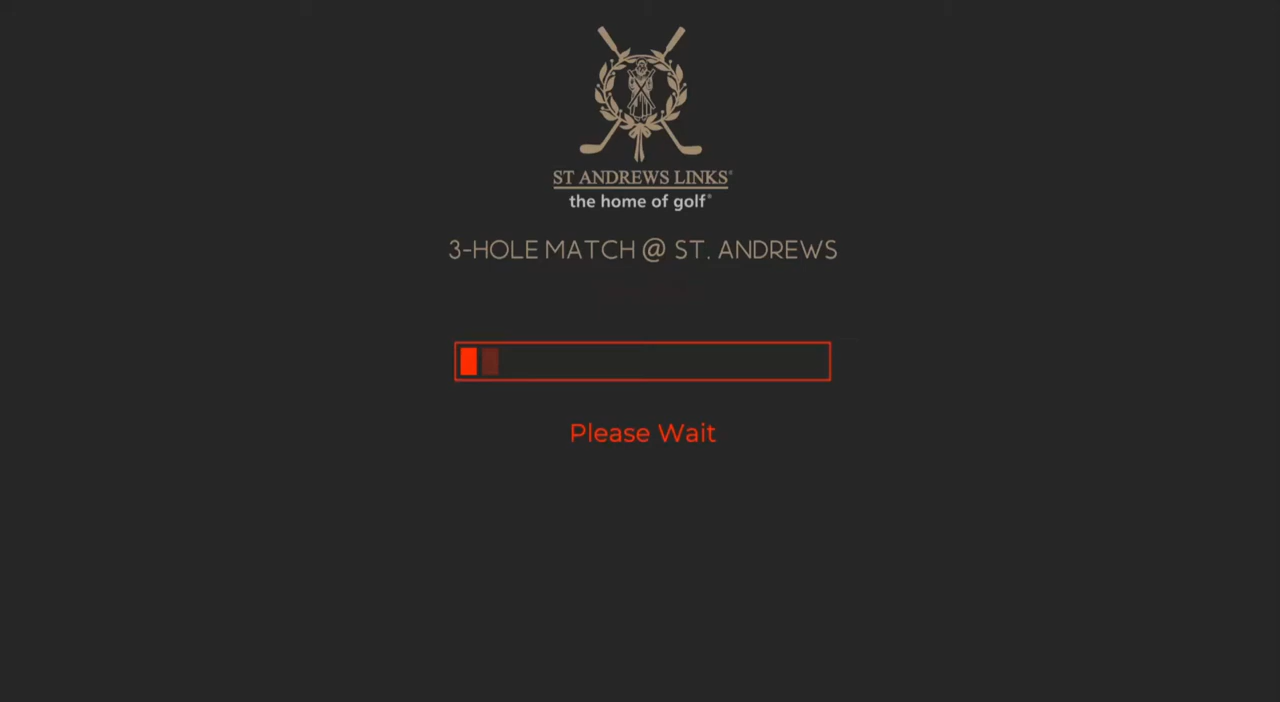 ST ANDREWS LINKS®
the home of golf®
3-HOLE MATCH @ ST. ANDREWS
Please Wait